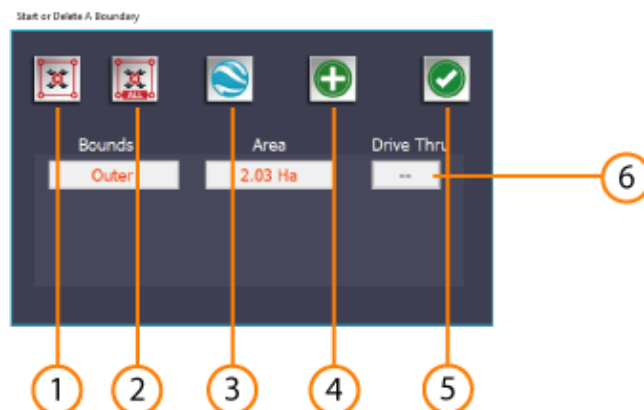 Start or Delete A Boundary
ALL
Bounds Area Drive Thru
Outer 2.03 Ha --
6
1 2 3 4 5